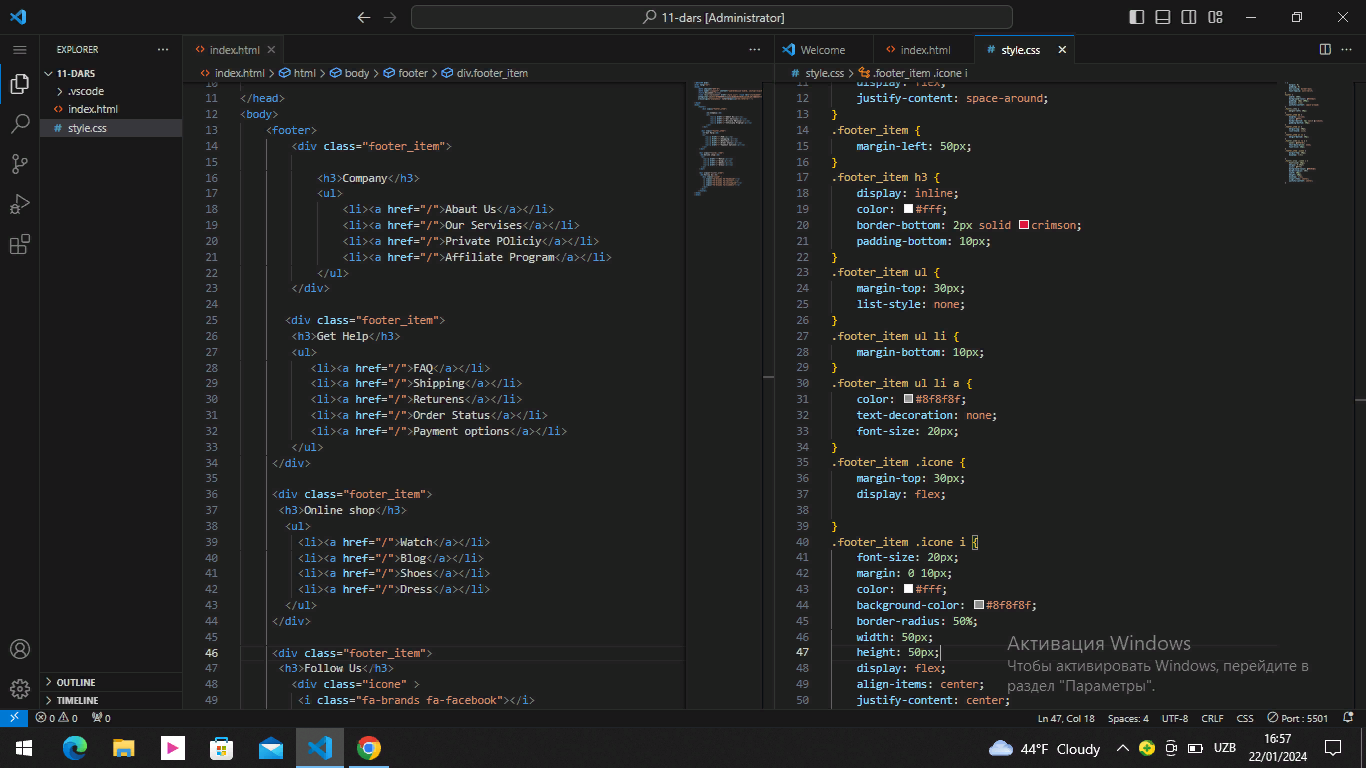 11-dars [Administrator]
EXPLORER
11-DARS
.vscode
index.html
style.css
OUTLINE
TIMELINE
index.html
index.html > html > body > footer > div.footer_item
11 </head>
12 <body>
13 <footer>
14 <div class="footer_item">
15
16 <h3>Company</h3>
17 <ul>
18 <li><a href="/">Abaut Us</a></li>
19 <li><a href="/">Our Servises</a></li>
20 <li><a href="/">Private POliciy</a></li>
21 <li><a href="/">Affiliate Program</a></li>
22 </ul>
23 </div>
24
25 <div class="footer_item">
26 <h3>Get Help</h3>
27 <ul>
28 <li><a href="/">FAQ</a></li>
29 <li><a href="/">Shipping</a></li>
30 <li><a href="/">Returens</a></li>
31 <li><a href="/">Order Status</a></li>
32 <li><a href="/">Payment options</a></li>
33 </ul>
34 </div>
35
36 <div class="footer_item">
37 <h3>Online shop</h3>
38 <ul>
39 <li><a href="/">Watch</a></li>
40 <li><a href="/">Blog</a></li>
41 <li><a href="/">Shoes</a></li>
42 <li><a href="/">Dress</a></li>
43 </ul>
44 </div>
45
46 <div class="footer_item">
47 <h3>Follow Us</h3>
48 <div class="icone" >
49 <i class="fa-brands fa-facebook"></i>
Welcome
index.html
style.css
style.css > .footer_item .icone i
11 display: flex;
12 justify-content: space-around;
13 }
14 .footer_item {
15 margin-left: 50px;
16 }
17 .footer_item h3 {
18 display: inline;
19 color: #fff;
20 border-bottom: 2px solid crimson;
21 padding-bottom: 10px;
22 }
23 .footer_item ul {
24 margin-top: 30px;
25 list-style: none;
26 }
27 .footer_item ul li {
28 margin-bottom: 10px;
29 }
30 .footer_item ul li a {
31 color: #8f8f8f;
32 text-decoration: none;
33 font-size: 20px;
34 }
35 .footer_item .icone {
36 margin-top: 30px;
37 display: flex;
38
39 }
40 .footer_item .icone i {
41 font-size: 20px;
42 margin: 0 10px;
43 color: #fff;
44 background-color: #8f8f8f;
45 border-radius: 50%;
46 width: 50px;
47 height: 50px;
48 display: flex;
49 align-items: center;
50 justify-content: center;
Активация Windows
Чтобы активировать Windows, перейдите в
раздел "Параметры".
0 0 0 Ln 47, Col 18 Spaces: 4 UTF-8 CRLF CSS Port : 5501
44°F Cloudy UZB 16:57
22/01/2024